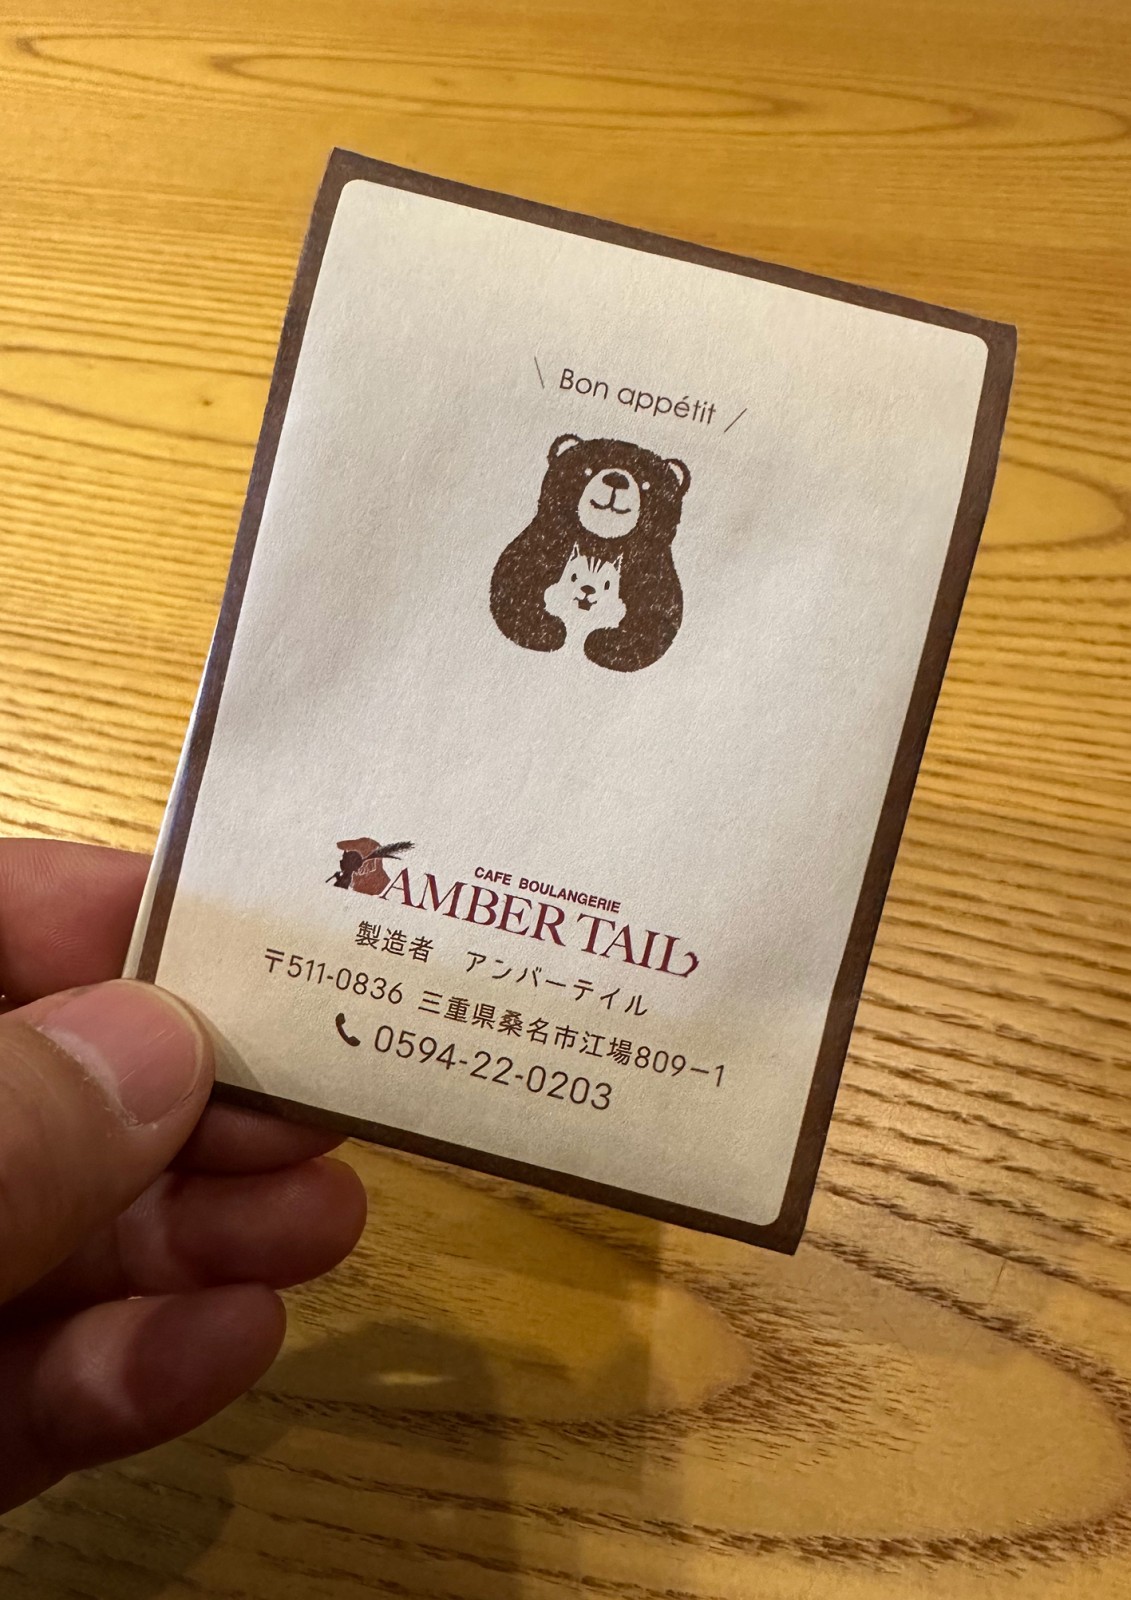 Bon appétit
CAFE BOULANGERIE
AMBER TAIL
製造者　アンバーテイル
〒511-0836 三重県桑名市江場809-1
0594-22-0203